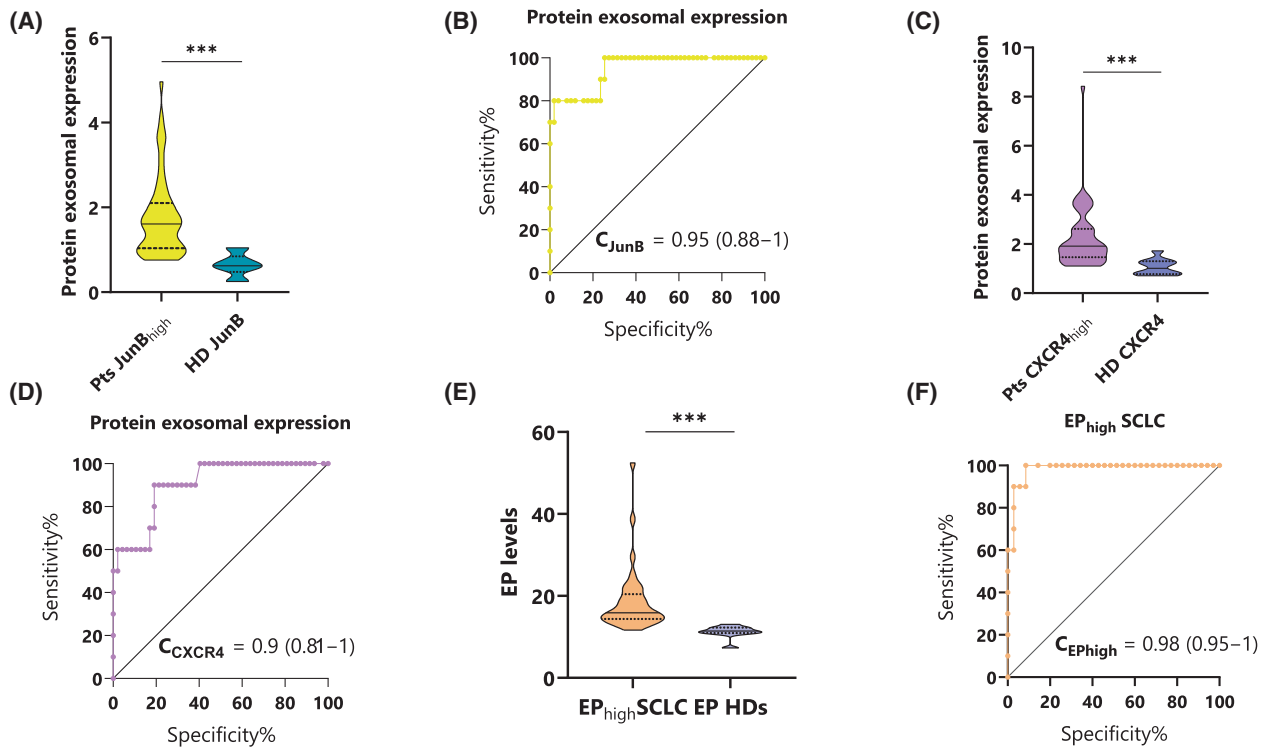 (A)
Protein exosomal expression
6
4
2
0
***
Pts JunBhigh
HD JunB
(B)
Protein exosomal expression
Sensitivity%
100
80
60
40
20
0
CJunB = 0.95 (0.88–1)
0 20 40 60 80 100
Specificity%
(C)
Protein exosomal expression
10
8
6
4
2
0
***
Pts CXCR4high
HD CXCR4
(D)
Protein exosomal expression
Sensitivity%
100
80
60
40
20
0
CCXCR4 = 0.9 (0.81–1)
0 20 40 60 80 100
Specificity%
(E)
EP levels
60
40
20
0
***
EPhighSCLC EP HDs
(F)
EPhigh SCLC
Sensitivity%
100
80
60
40
20
0
CEPhigh = 0.98 (0.95–1)
0 20 40 60 80 100
Specificity%